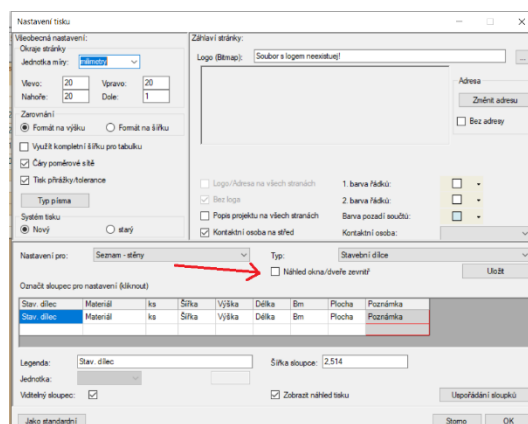 Nastavení tisku
Všeobecná nastavení:
Okraje stránky
Jednotka míry: milimetry
Vlevo: 20 Vpravo: 20
Nahoře: 20 Dole: 1
Zarovnání
Formát na výšku Formát na šířku
Využít kompletní šířku pro tabulku
Čáry poměrové sítě
Tisk přirážky/tolerance
Typ písma
Systém tisku
Nový starý
Záhlaví stránky:
Logo (Bitmap): Soubor s logem neexistuej! ...
Adresa
Změnit adresu
Bez adresy
Logo/Adresa na všech stranách 1. barva řádků:
Bez loga 2. barva řádků:
Popis projektu na všech stranách Barva pozadí součtů:
Kontaktní osoba na střed Kontaktní osoba:
Nastavení pro: Seznam - stěny Typ: Stavební dílce
Náhled okna/dveře zevnitř Uložit
Označit sloupec pro nastavení (kliknout)
Stav. dílec Materiál ks Šířka Výška Délka Bm Plocha Poznámka
Stav. dílec Materiál ks Šířka Výška Délka Bm Plocha Poznámka
Legenda: Stav. dílec Šířka sloupce: 2,514
Jednotka:
Viditelný sloupec: Zobrazit náhled tisku Uspořádání sloupků
Jako standardní Storno OK